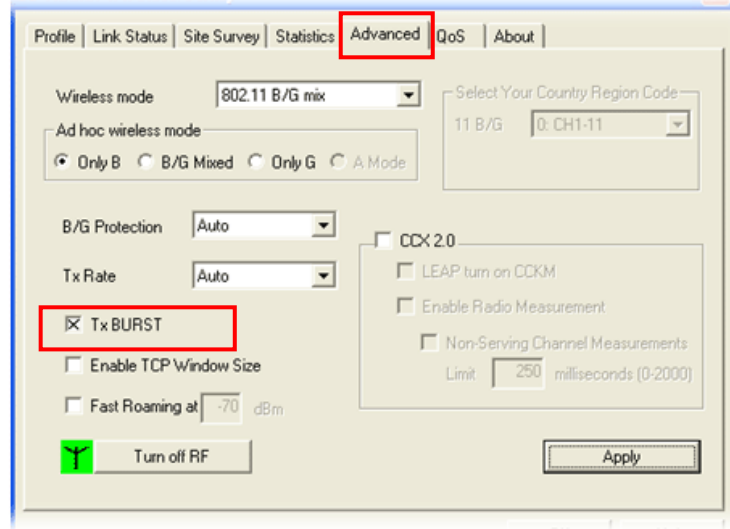 Profile Link Status Site Survey Statistics Advanced QoS About
Wireless mode 802.11 B/G mix
Select Your Country Region Code
11 B/G 0: CH1-11
Ad hoc wireless mode
Only B B/G Mixed Only G A Mode
B/G Protection Auto
Tx Rate Auto
Tx BURST
Enable TCP Window Size
Fast Roaming at -70 dBm
Turn off RF
CCX 2.0
LEAP turn on CCKM
Enable Radio Measurement
Non-Serving Channel Measurements
Limit 250 milliseconds (0-2000)
Apply